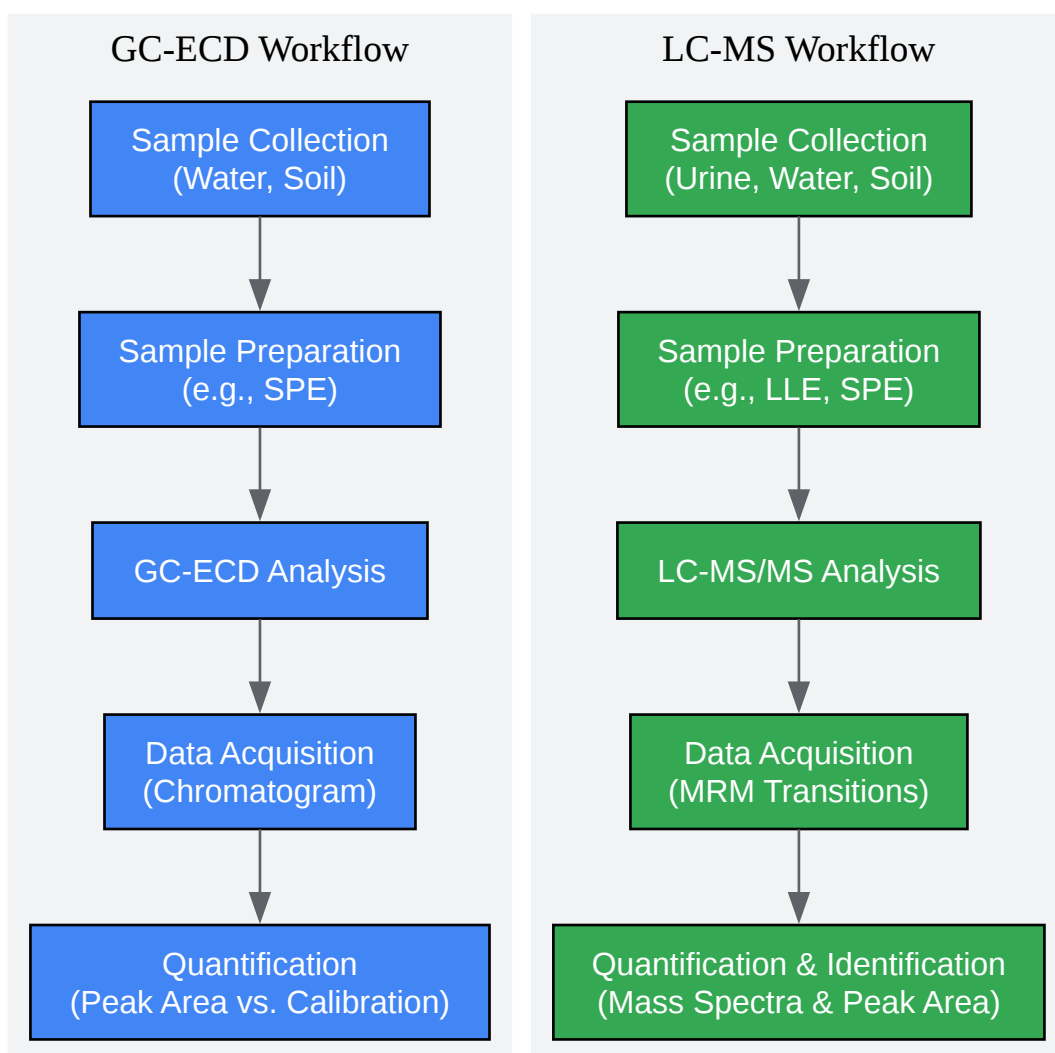 GC-ECD Workflow
Sample Collection
(Water, Soil)
Sample Preparation
(e.g., SPE)
GC-ECD Analysis
Data Acquisition
(Chromatogram)
Quantification
(Peak Area vs. Calibration)
LC-MS Workflow
Sample Collection
(Urine, Water, Soil)
Sample Preparation
(e.g., LLE, SPE)
LC-MS/MS Analysis
Data Acquisition
(MRM Transitions)
Quantification & Identification
(Mass Spectra & Peak Area)